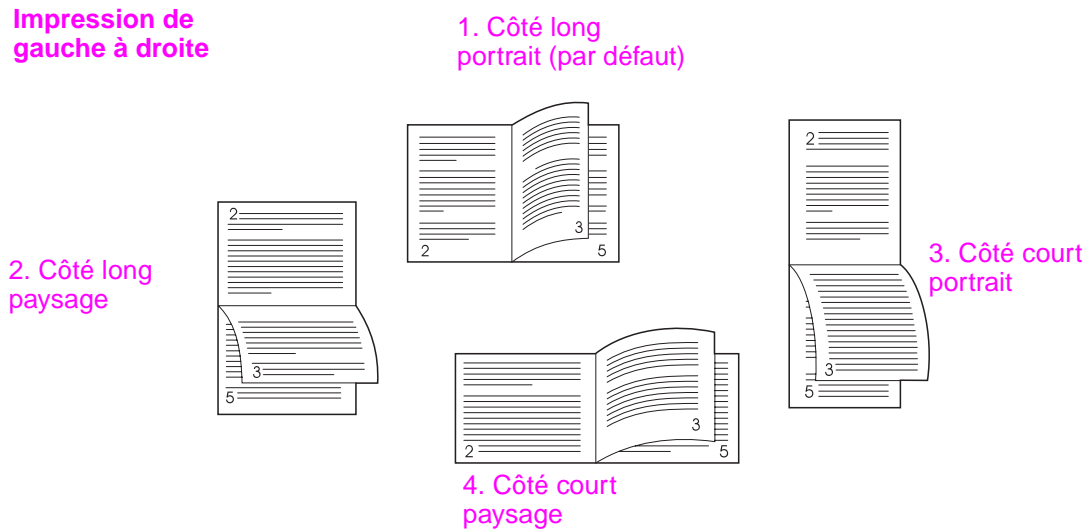 Impression de
gauche à droite
1. Côté long
portrait (par défaut)
2
3
5
2. Côté long
paysage
2
3
5
3. Côté court
portrait
2
3
5
4. Côté court
paysage
2
3
5